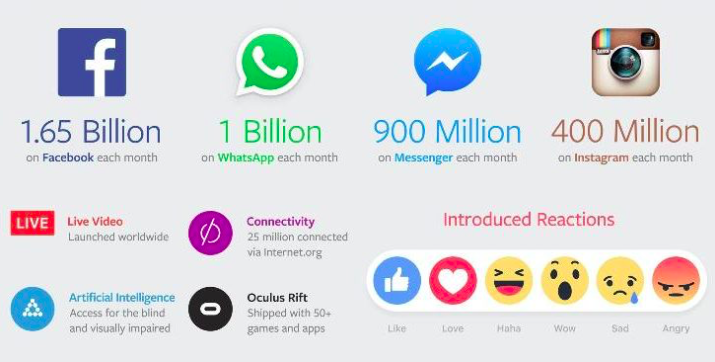 1.65 Billion
on Facebook each month
1 Billion
on WhatsApp each month
900 Million
on Messenger each month
400 Million
on Instagram each month
LIVE
Live Video
Launched worldwide
Connectivity
25 million connected
via Internet.org
Artificial Intelligence
Access for the blind
and visually impaired
Oculus Rift
Shipped with 50+
games and apps
Introduced Reactions
Like Love Haha Wow Sad Angry